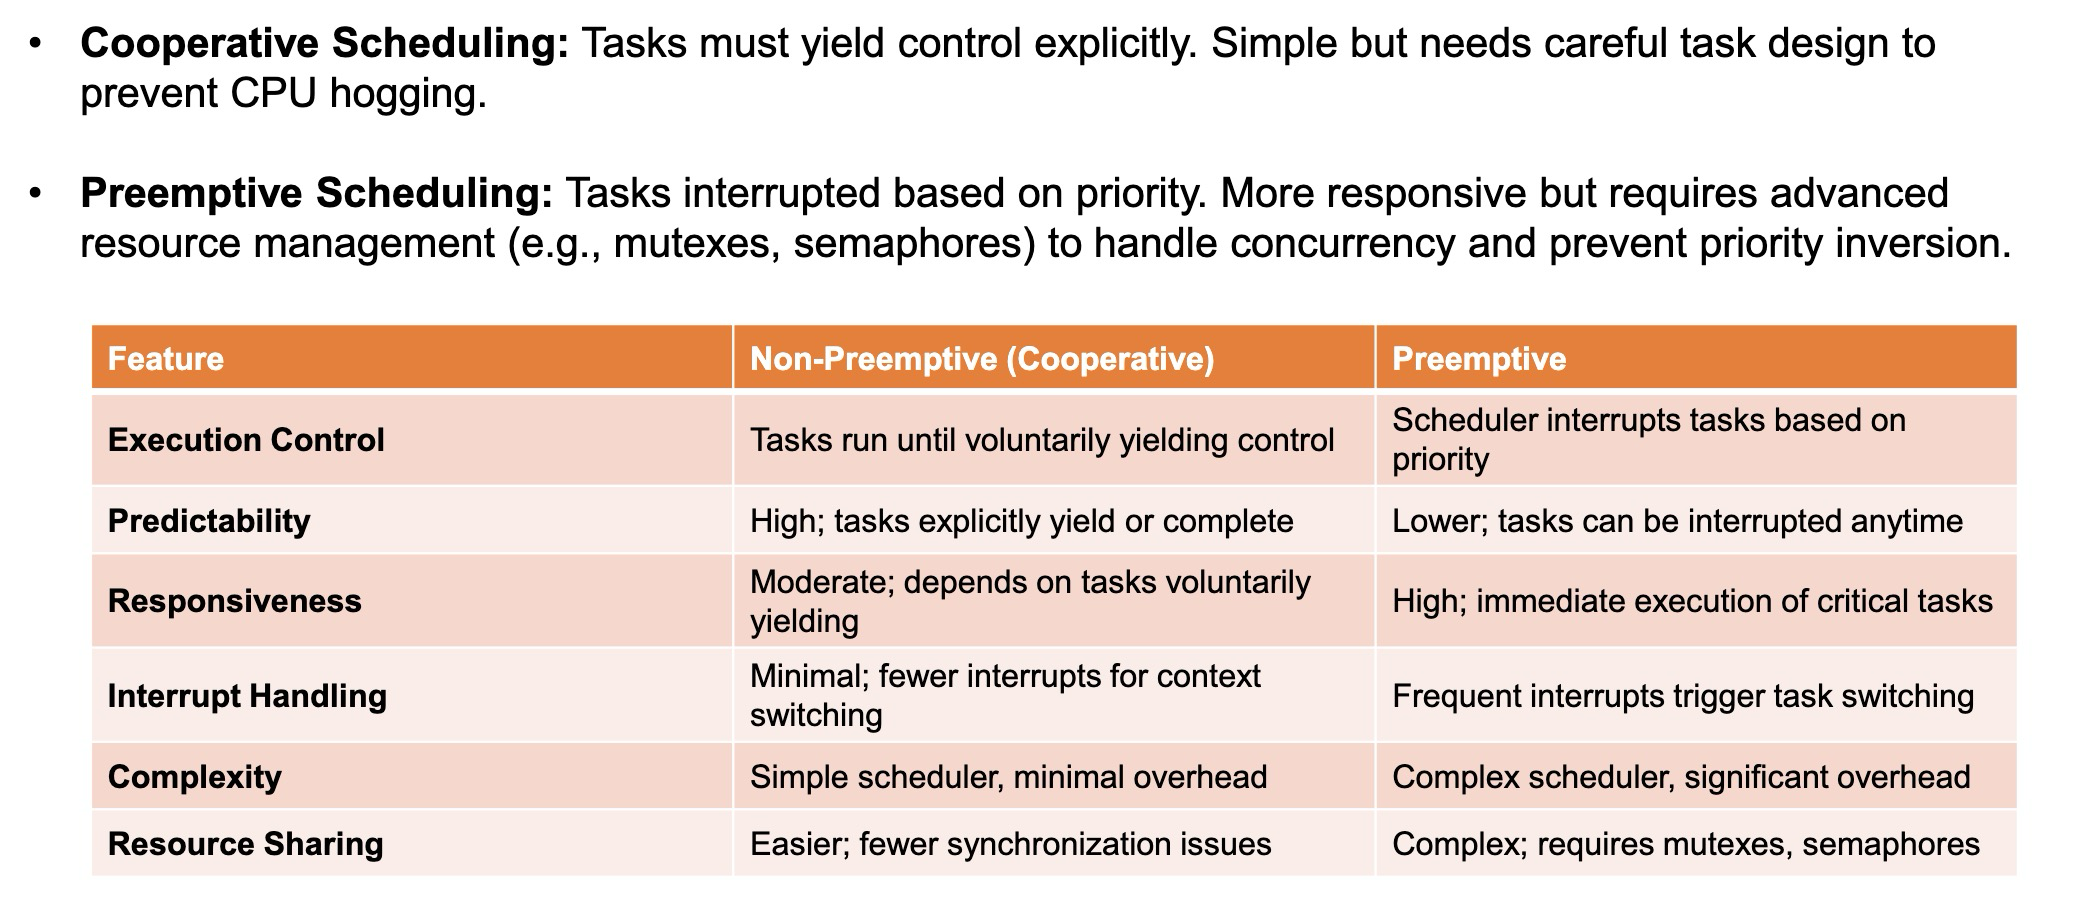 • Cooperative Scheduling: Tasks must yield control explicitly. Simple but needs careful task design to
prevent CPU hogging.
• Preemptive Scheduling: Tasks interrupted based on priority. More responsive but requires advanced
resource management (e.g., mutexes, semaphores) to handle concurrency and prevent priority inversion.
Feature
Non-Preemptive (Cooperative)
Preemptive
Execution Control
Tasks run until voluntarily yielding control
Scheduler interrupts tasks based on
priority
Predictability
High; tasks explicitly yield or complete
Lower; tasks can be interrupted anytime
Responsiveness
Moderate; depends on tasks voluntarily
yielding
High; immediate execution of critical tasks
Interrupt Handling
Minimal; fewer interrupts for context
switching
Frequent interrupts trigger task switching
Complexity
Simple scheduler, minimal overhead
Complex scheduler, significant overhead
Resource Sharing
Easier; fewer synchronization issues
Complex; requires mutexes, semaphores